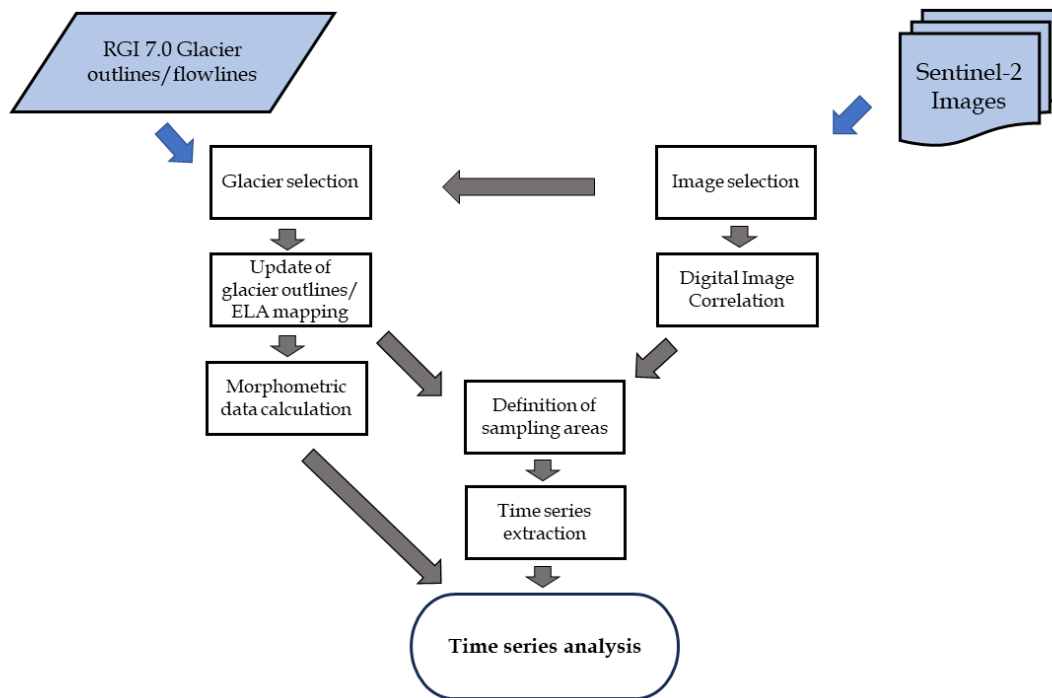 RGI 7.0 Glacier
outlines/flowlines
Sentinel-2
Images
Glacier selection
Image selection
Update of
glacier outlines/
ELA mapping
Digital Image
Correlation
Morphometric
data calculation
Definition of
sampling areas
Time series
extraction
Time series analysis